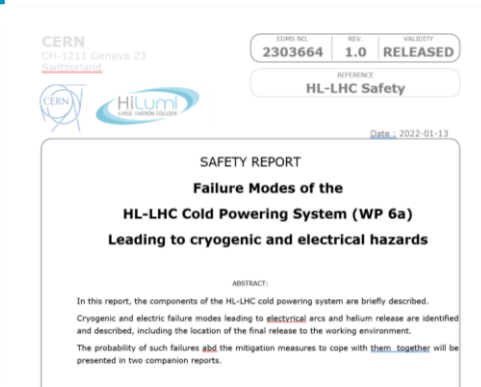 CERN
CH-1211 Geneva 23
Switzerland
EDMS NO.
REV.
VALIDITY
2303664
1.0
RELEASED
REFERENCE
HL-LHC Safety
CERN
HiLumi
LARGE HADRON COLLIDER
Date : 2022-01-13
SAFETY REPORT
Failure Modes of the
HL-LHC Cold Powering System (WP 6a)
Leading to cryogenic and electrical hazards
ABSTRACT:
In this report, the components of the HL-LHC cold powering system are briefly described.
Cryogenic and electric failure modes leading to electyrical arcs and helium release are identified
and described, including the location of the final release to the working environment.
The probability of such failures abd the mitigation measures to cope with them  together will be
presented in two companion reports.